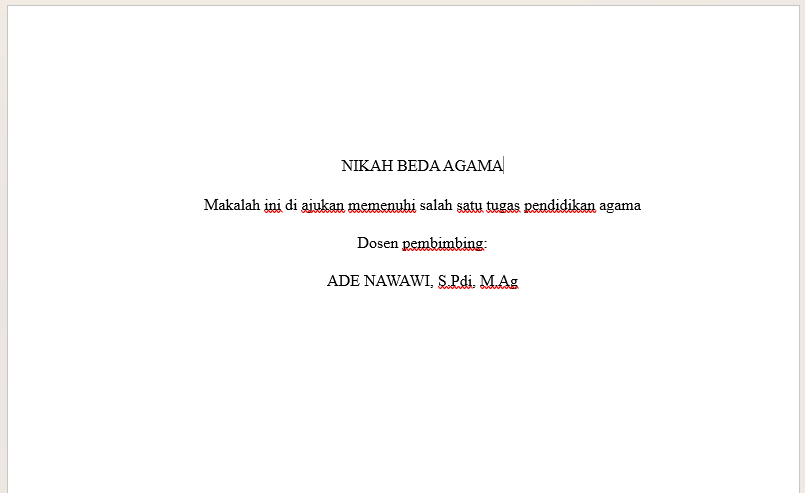 NIKAH BEDA AGAMA
Makalah ini di ajukan memenuhi salah satu tugas pendidikan agama
Dosen pembimbing:
ADE NAWAWI, S.Pdi. M.Ag